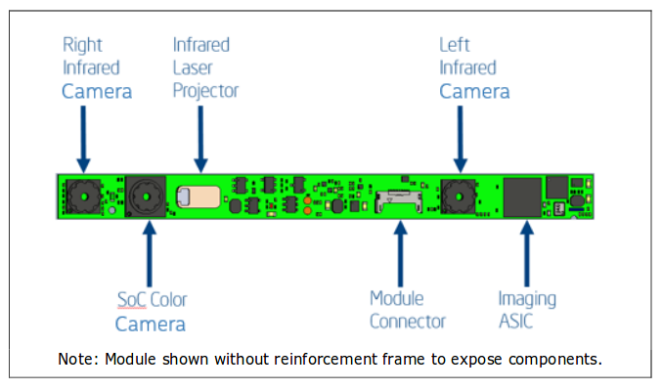 Right
Infrared
Camera
Infrared
Laser
Projector
Left
Infrared
Camera
SoC Color
Camera
Module
Connector
Imaging
ASIC
Note: Module shown without reinforcement frame to expose components.